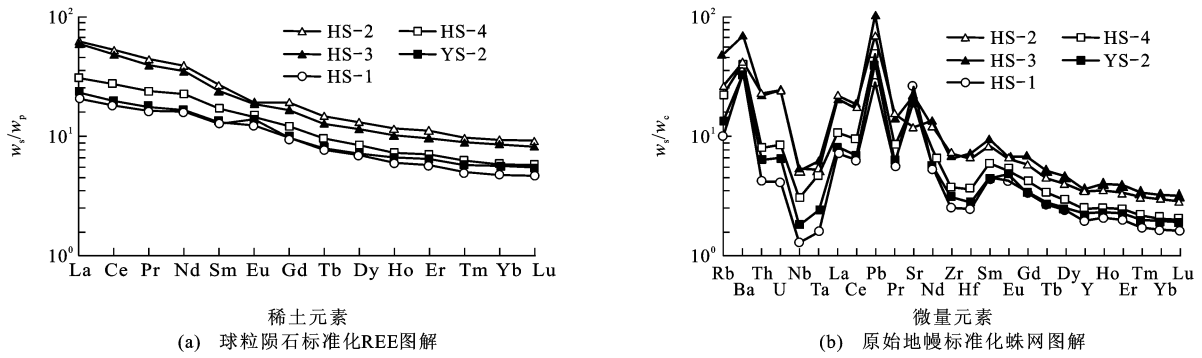 10²
10¹
10⁰
wₛ/wₚ
HS-2
HS-3
HS-1
HS-4
YS-2
La Ce Pr Nd Sm Eu Gd Tb Dy Ho Er Tm Yb Lu
稀土元素
(a) 球粒陨石标准化REE图解
10²
10¹
10⁰
wₛ/w꜀
HS-2
HS-3
HS-1
HS-4
YS-2
Rb Th Nb La Pb Sr Zr Sm Gd Dy Ho Tm Lu
Ba U Ta Ce Pr Nd Hf Eu Tb Y Er Yb
微量元素
(b) 原始地幔标准化蛛网图解